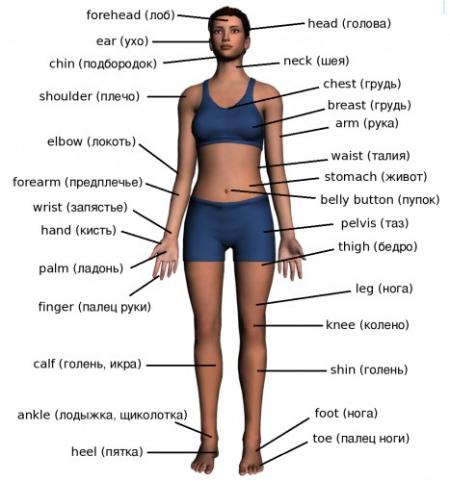 forehead (лоб)
head (голова)
ear (ухо)
neck (шея)
chin (подбородок)
chest (грудь)
shoulder (плечо)
breast (грудь)
arm (рука)
elbow (локоть)
waist (талия)
stomach (живот)
forearm (предплечье)
belly button (пупок)
wrist (запястье)
pelvis (таз)
hand (кисть)
thigh (бедро)
palm (ладонь)
leg (нога)
finger (палец руки)
knee (колено)
calf (голень, икра)
shin (голень)
ankle (лодыжка, щиколотка)
foot (нога)
toe (палец ноги)
heel (пятка)